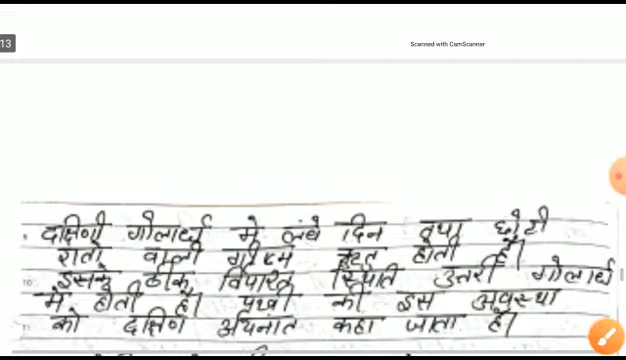 13
Scanned with CamScanner
दक्षिणी गोलार्ध में लंबे दिन तथा छोटी
रातों वाली ग्रीष्म ऋतु होती है।
इसके ठीक विपरित स्थिति उत्तरी गोलार्ध
में होती है। पृथ्वी की इस अवस्था
को दक्षिण अयनांत कहा जाता है।